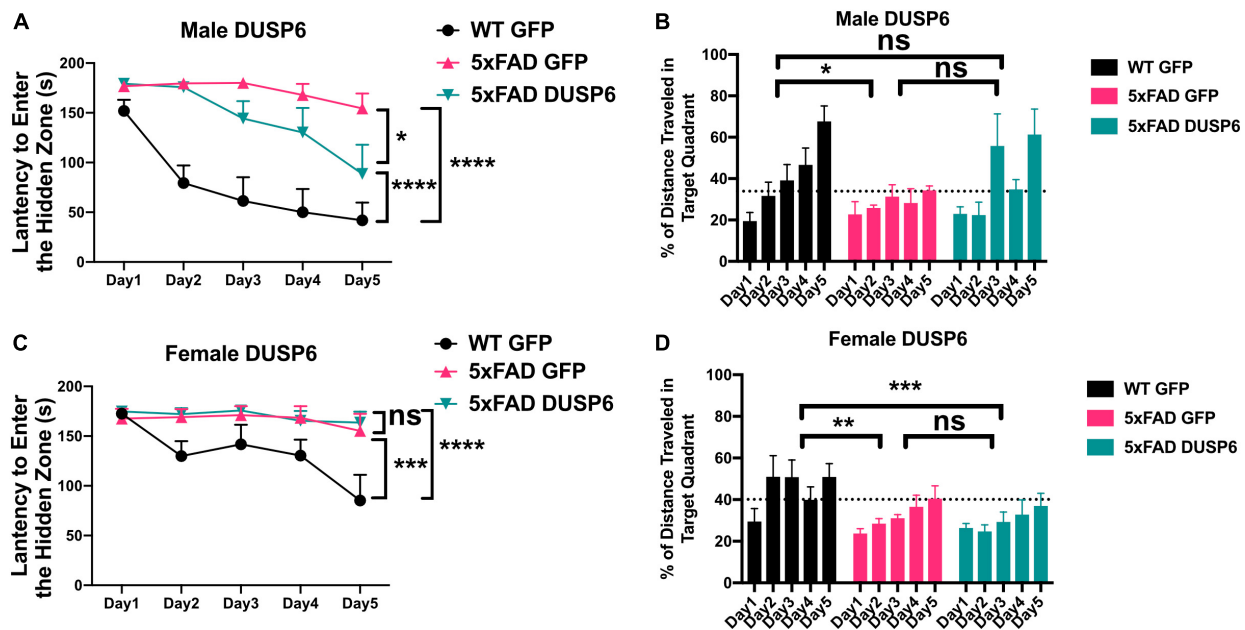 A
Male DUSP6
WT GFP
5xFAD GFP
5xFAD DUSP6
Lantency to Enter
the Hidden Zone (s)
200
150
100
50
0
*
****
****
Day1 Day2 Day3 Day4 Day5
B
Male DUSP6
ns
*
ns
WT GFP
5xFAD GFP
5xFAD DUSP6
% of Distance Traveled in
Target Quadrant
100
80
60
40
20
0
Day1 Day2 Day3 Day4 Day5 Day1 Day2 Day3 Day4 Day5 Day1 Day2 Day3 Day4 Day5
C
Female DUSP6
WT GFP
5xFAD GFP
5xFAD DUSP6
Lantency to Enter
the Hidden Zone (s)
200
150
100
50
0
ns
***
****
Day1 Day2 Day3 Day4 Day5
D
Female DUSP6
***
**
ns
WT GFP
5xFAD GFP
5xFAD DUSP6
% of Distance Traveled in
Target Quadrant
100
80
60
40
20
0
Day1 Day2 Day3 Day4 Day5 Day1 Day2 Day3 Day4 Day5 Day1 Day2 Day3 Day4 Day5